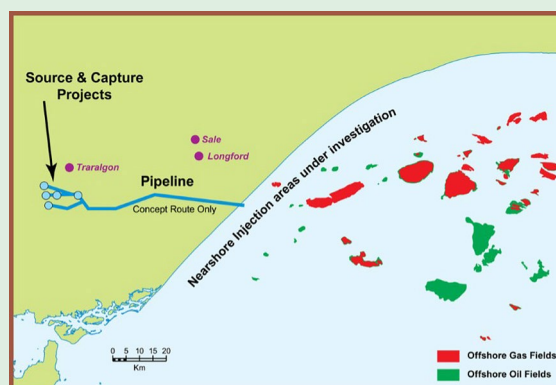 Source & Capture
Projects
Sale
Longford
Traralgon
Pipeline
Concept Route Only
Nearshore Injection areas under investigation
0 5 10 15 20
Km
Offshore Gas Fields
Offshore Oil Fields